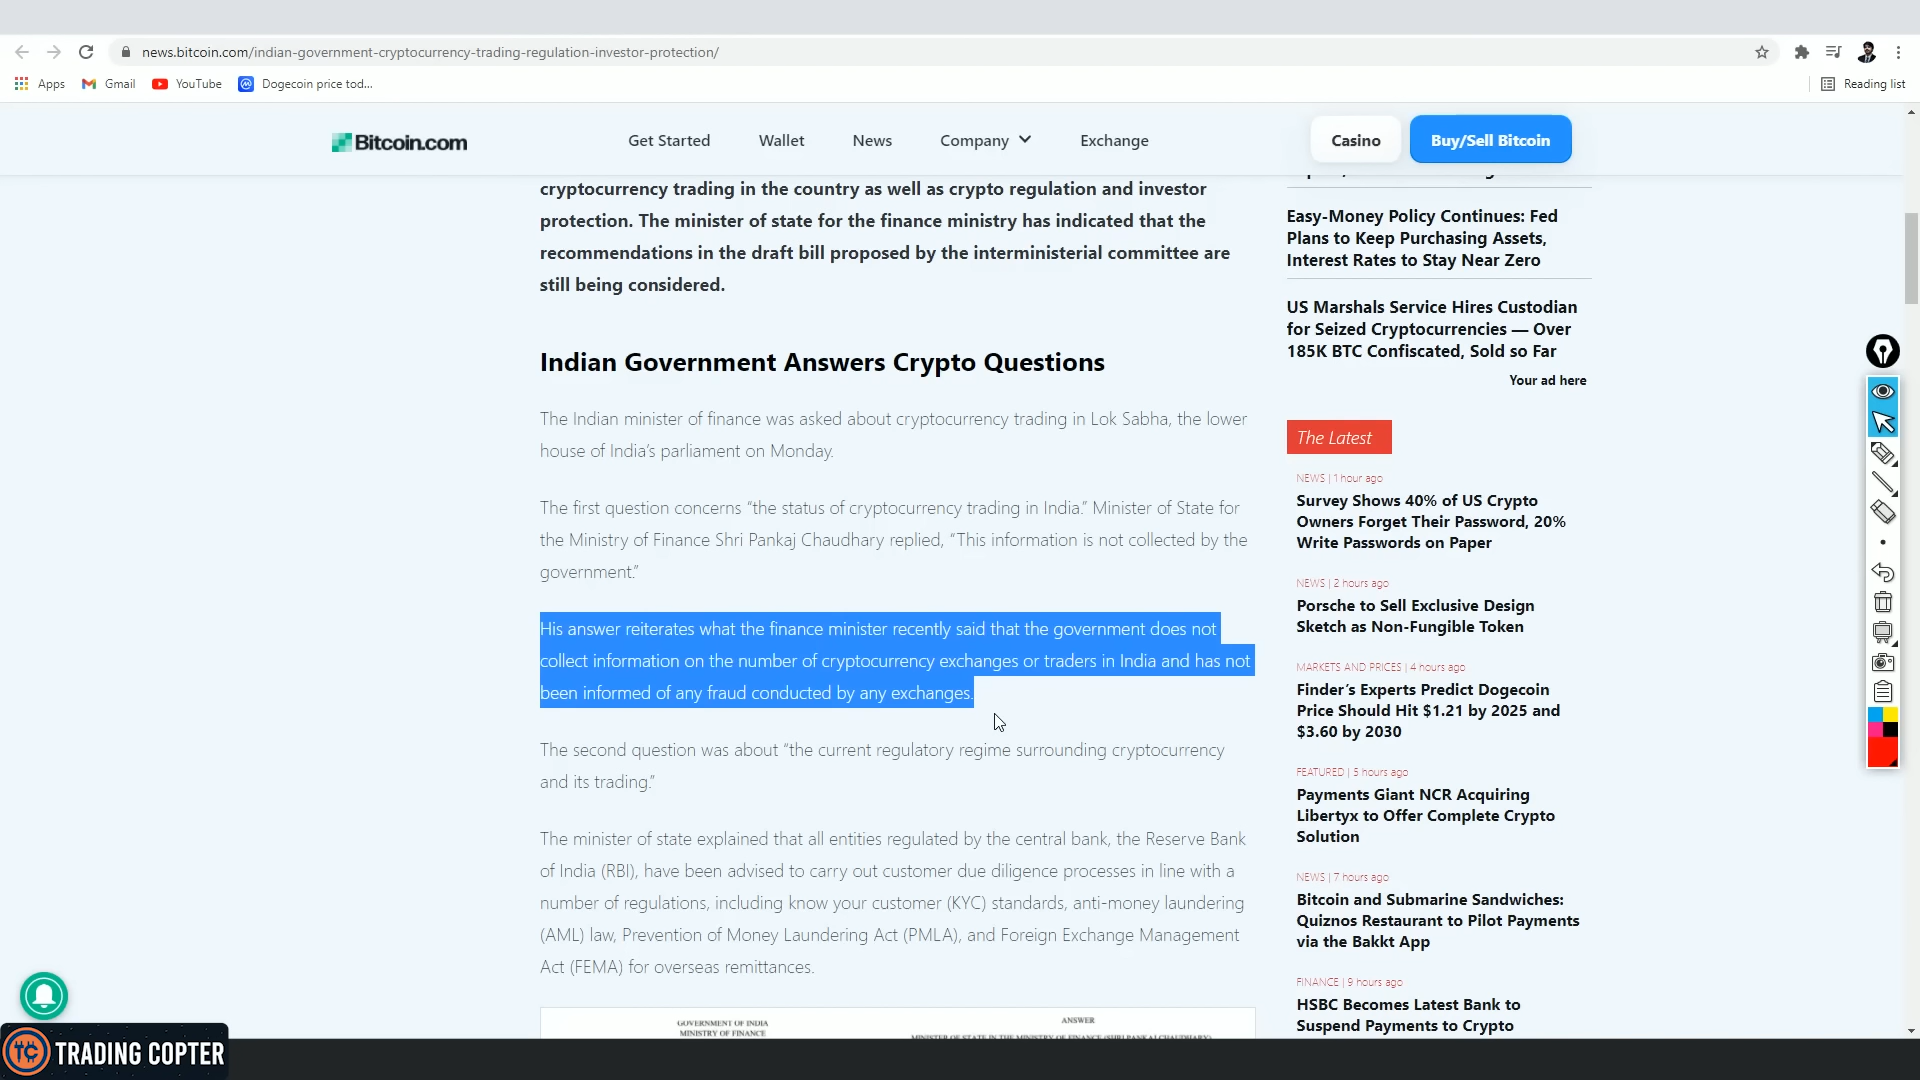 news.bitcoin.com/indian-government-cryptocurrency-trading-regulation-investor-protection/
Apps
Gmail
YouTube
Dogecoin price tod...
Reading list
Bitcoin.com
Get Started
Wallet
News
Company
Exchange
Casino
Buy/Sell Bitcoin
cryptocurrency trading in the country as well as crypto regulation and investor
protection. The minister of state for the finance ministry has indicated that the
recommendations in the draft bill proposed by the interministerial committee are
still being considered.
Indian Government Answers Crypto Questions
The Indian minister of finance was asked about cryptocurrency trading in Lok Sabha, the lower
house of India’s parliament on Monday.
The first question concerns “the status of cryptocurrency trading in India.” Minister of State for
the Ministry of Finance Shri Pankaj Chaudhary replied, “This information is not collected by the
government.”
His answer reiterates what the finance minister recently said that the government does not
collect information on the number of cryptocurrency exchanges or traders in India and has not
been informed of any fraud conducted by any exchanges.
The second question was about “the current regulatory regime surrounding cryptocurrency
and its trading.”
The minister of state explained that all entities regulated by the central bank, the Reserve Bank
of India (RBI), have been advised to carry out customer due diligence processes in line with a
number of regulations, including know your customer (KYC) standards, anti-money laundering
(AML) law, Prevention of Money Laundering Act (PMLA), and Foreign Exchange Management
Act (FEMA) for overseas remittances.
GOVERNMENT OF INDIA
MINISTRY OF FINANCE
ANSWER
MINISTER OF STATE IN THE MINISTRY OF FINANCE (SHRI PANKAJ CHAUDHARY)
Easy-Money Policy Continues: Fed
Plans to Keep Purchasing Assets,
Interest Rates to Stay Near Zero
US Marshals Service Hires Custodian
for Seized Cryptocurrencies — Over
185K BTC Confiscated, Sold so Far
Your ad here
The Latest
NEWS | 1 hour ago
Survey Shows 40% of US Crypto
Owners Forget Their Password, 20%
Write Passwords on Paper
NEWS | 2 hours ago
Porsche to Sell Exclusive Design
Sketch as Non-Fungible Token
MARKETS AND PRICES | 4 hours ago
Finder’s Experts Predict Dogecoin
Price Should Hit $1.21 by 2025 and
$3.60 by 2030
FEATURED | 5 hours ago
Payments Giant NCR Acquiring
Libertyx to Offer Complete Crypto
Solution
NEWS | 7 hours ago
Bitcoin and Submarine Sandwiches:
Quiznos Restaurant to Pilot Payments
via the Bakkt App
FINANCE | 9 hours ago
HSBC Becomes Latest Bank to
Suspend Payments to Crypto
TC TRADING COPTER